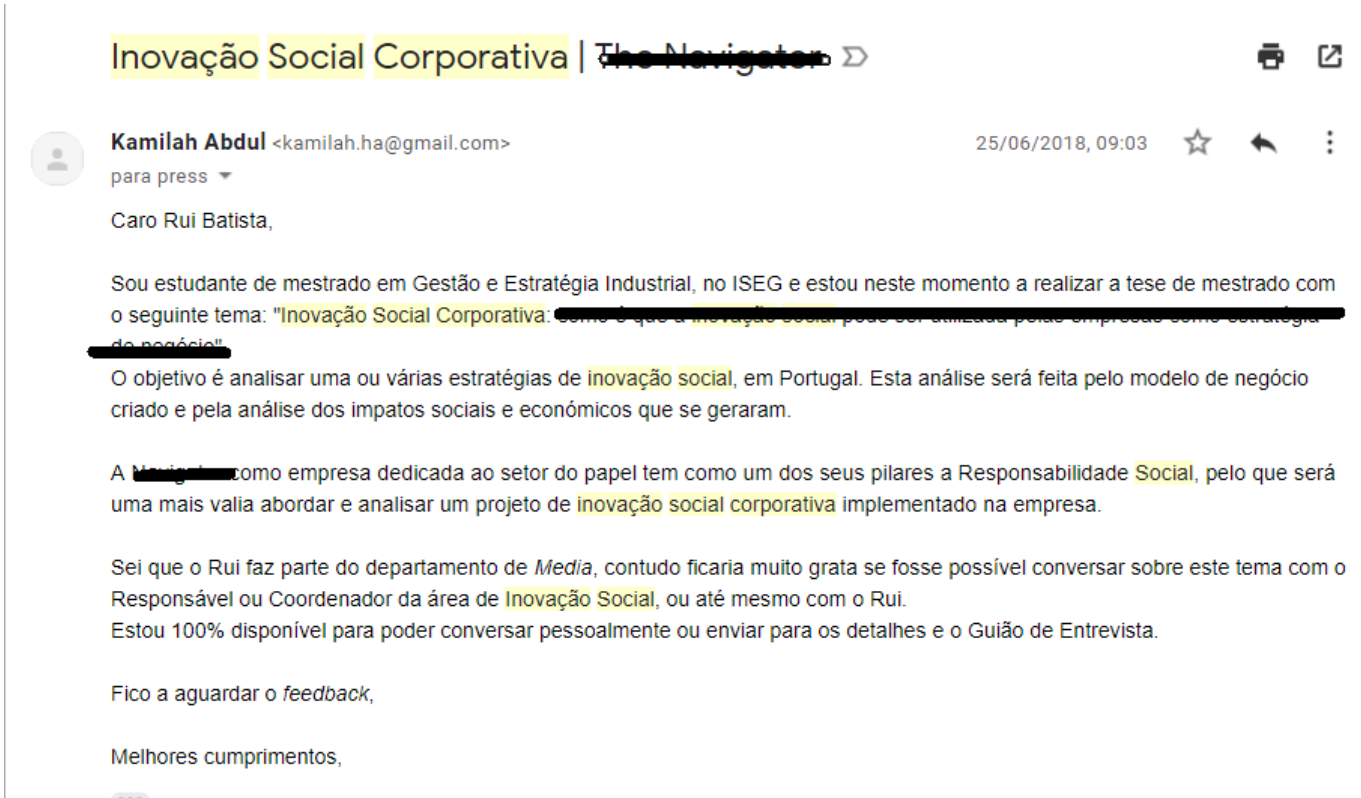 Inovação Social Corporativa |
Kamilah Abdul <kamilah.ha@gmail.com>
25/06/2018, 09:03
para press
Caro Rui Batista,
Sou estudante de mestrado em Gestão e Estratégia Industrial, no ISEG e estou neste momento a realizar a tese de mestrado com
o seguinte tema: "Inovação Social Corporativa:
O objetivo é analisar uma ou várias estratégias de inovação social, em Portugal. Esta análise será feita pelo modelo de negócio
criado e pela análise dos impatos sociais e económicos que se geraram.
A como empresa dedicada ao setor do papel tem como um dos seus pilares a Responsabilidade Social, pelo que será
uma mais valia abordar e analisar um projeto de inovação social corporativa implementado na empresa.
Sei que o Rui faz parte do departamento de Media, contudo ficaria muito grata se fosse possível conversar sobre este tema com o
Responsável ou Coordenador da área de Inovação Social, ou até mesmo com o Rui.
Estou 100% disponível para poder conversar pessoalmente ou enviar para os detalhes e o Guião de Entrevista.
Fico a aguardar o feedback,
Melhores cumprimentos,